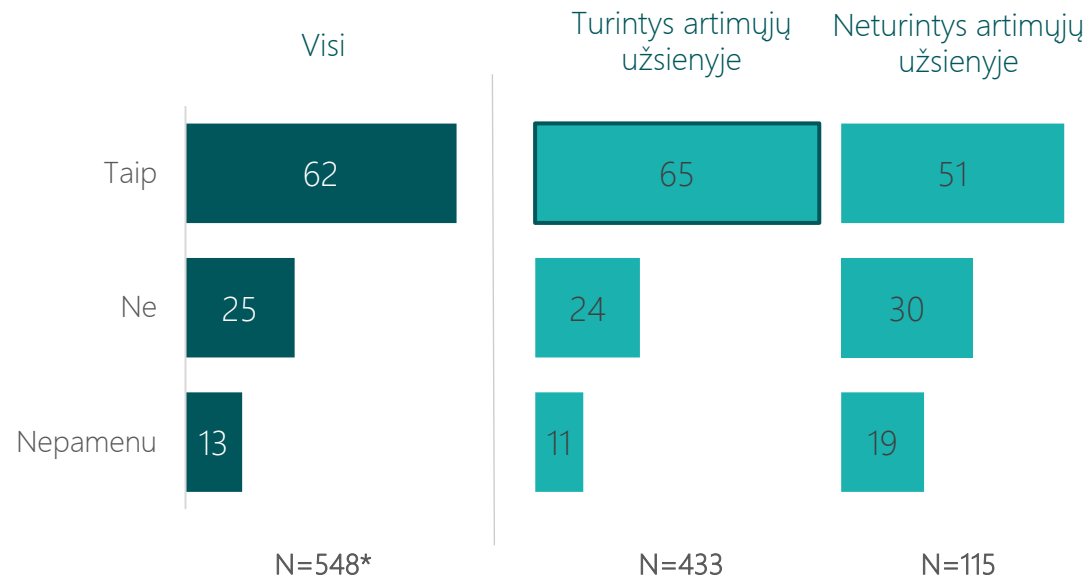 Visi
Turintys artimųjų
užsienyje
Neturintys artimųjų
užsienyje
Taip
62
65
51
Ne
25
24
30
Nepamenu
13
11
19
N=548*
N=433
N=115